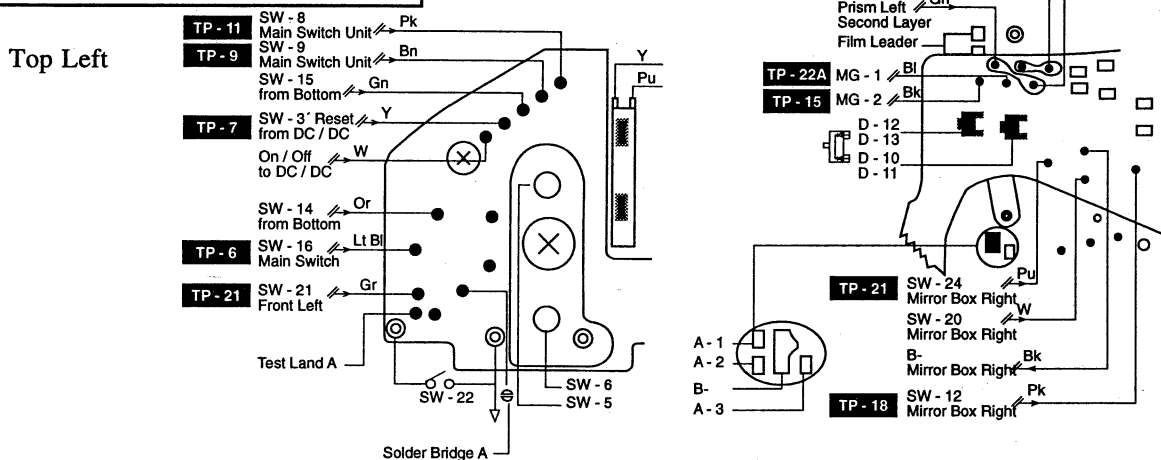 Top Left
TP - 11 SW - 8 Pk
Main Switch Unit
TP - 9 SW - 9 Bn
Main Switch Unit
SW - 15 Gn
from Bottom
TP - 7 SW - 3´ Reset Y
from DC / DC
On / Off W
to DC / DC
SW - 14 Or
from Bottom
TP - 6 SW - 16 Lt Bl
Main Switch
TP - 21 SW - 21 Gr
Front Left
Test Land A
SW - 22
SW - 6
SW - 5
Solder Bridge A
Y
Pu
Prism Left
Second Layer
Film Leader
TP - 22A MG - 1 Bl
TP - 15 MG - 2 Bk
D - 12
D - 13
D - 10
D - 11
A - 1
A - 2
B-
A - 3
TP - 21 SW - 24 Pu
Mirror Box Right
SW - 20 W
Mirror Box Right
B- Bk
Mirror Box Right
TP - 18 SW - 12 Pk
Mirror Box Right